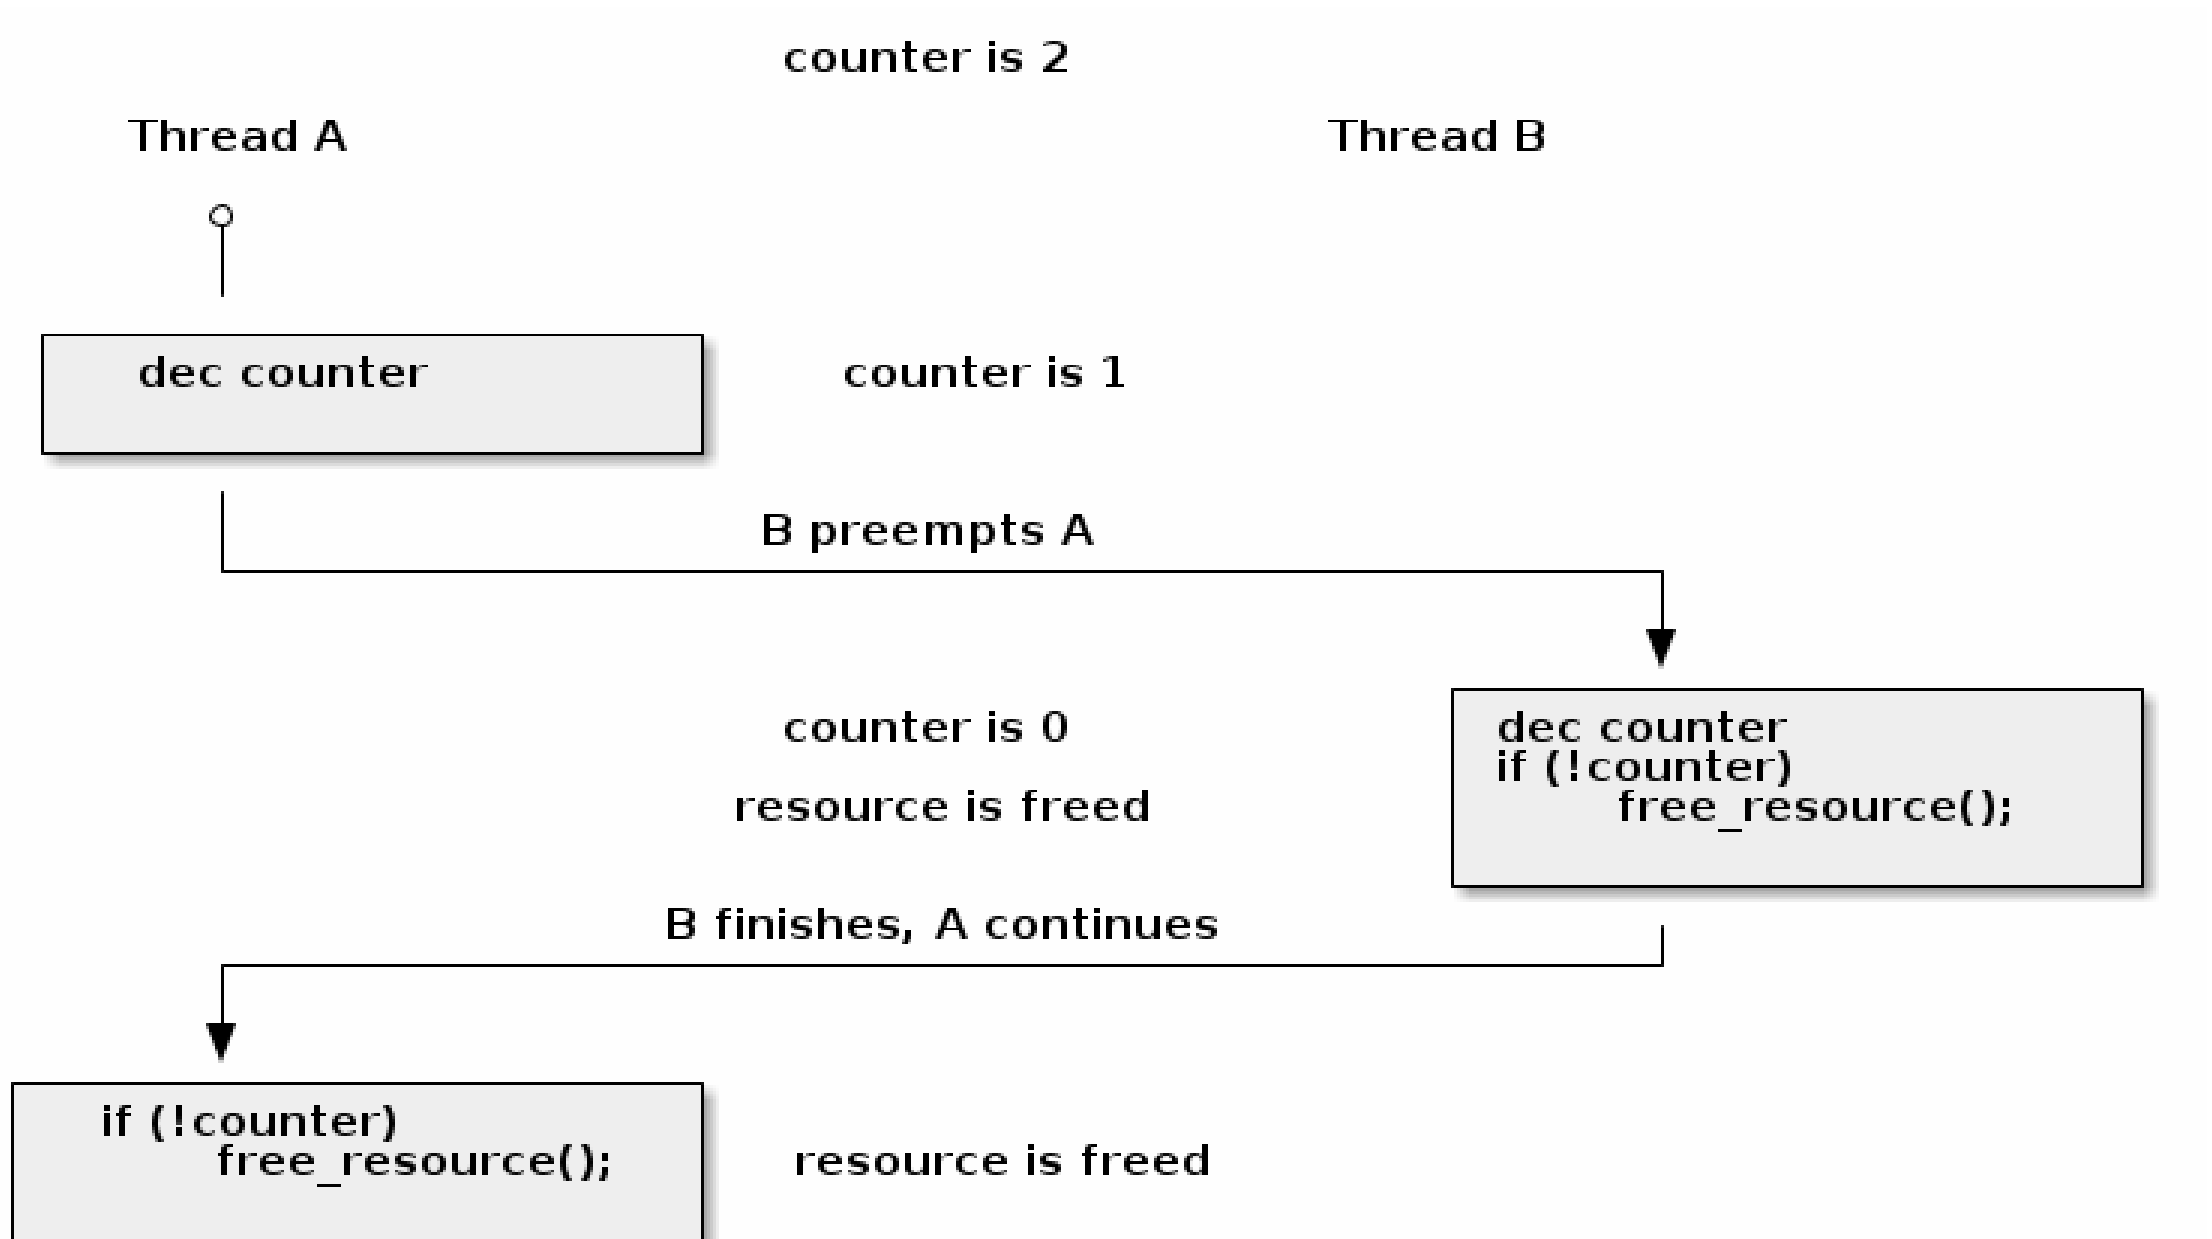 counter is 2
Thread A
Thread B
dec counter
counter is 1
B preempts A
counter is 0
resource is freed
dec counter
if (!counter)
free_resource();
B finishes, A continues
if (!counter)
free_resource();
resource is freed